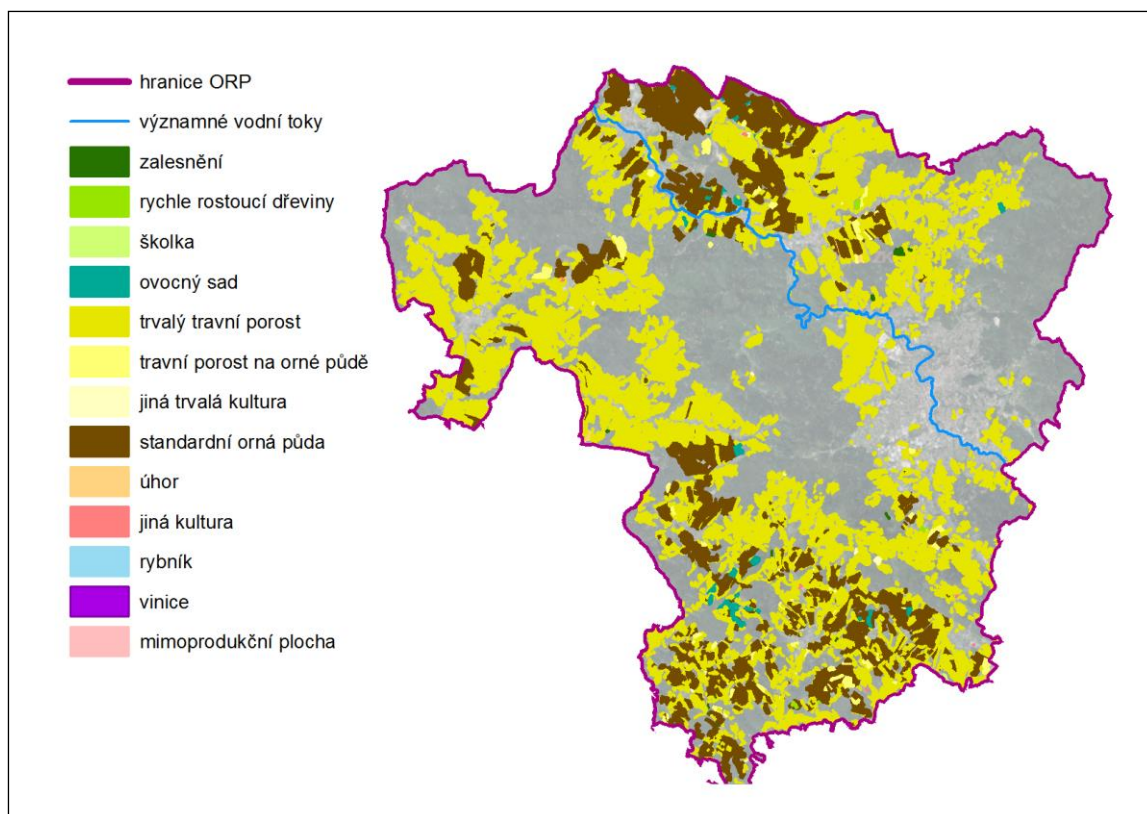 hranice ORP
významné vodní toky
zalesnění
rychle rostoucí dřeviny
školka
ovocný sad
trvalý travní porost
travní porost na orné půdě
jiná trvalá kultura
standardní orná půda
úhor
jiná kultura
rybník
vinice
mimoprodukční plocha